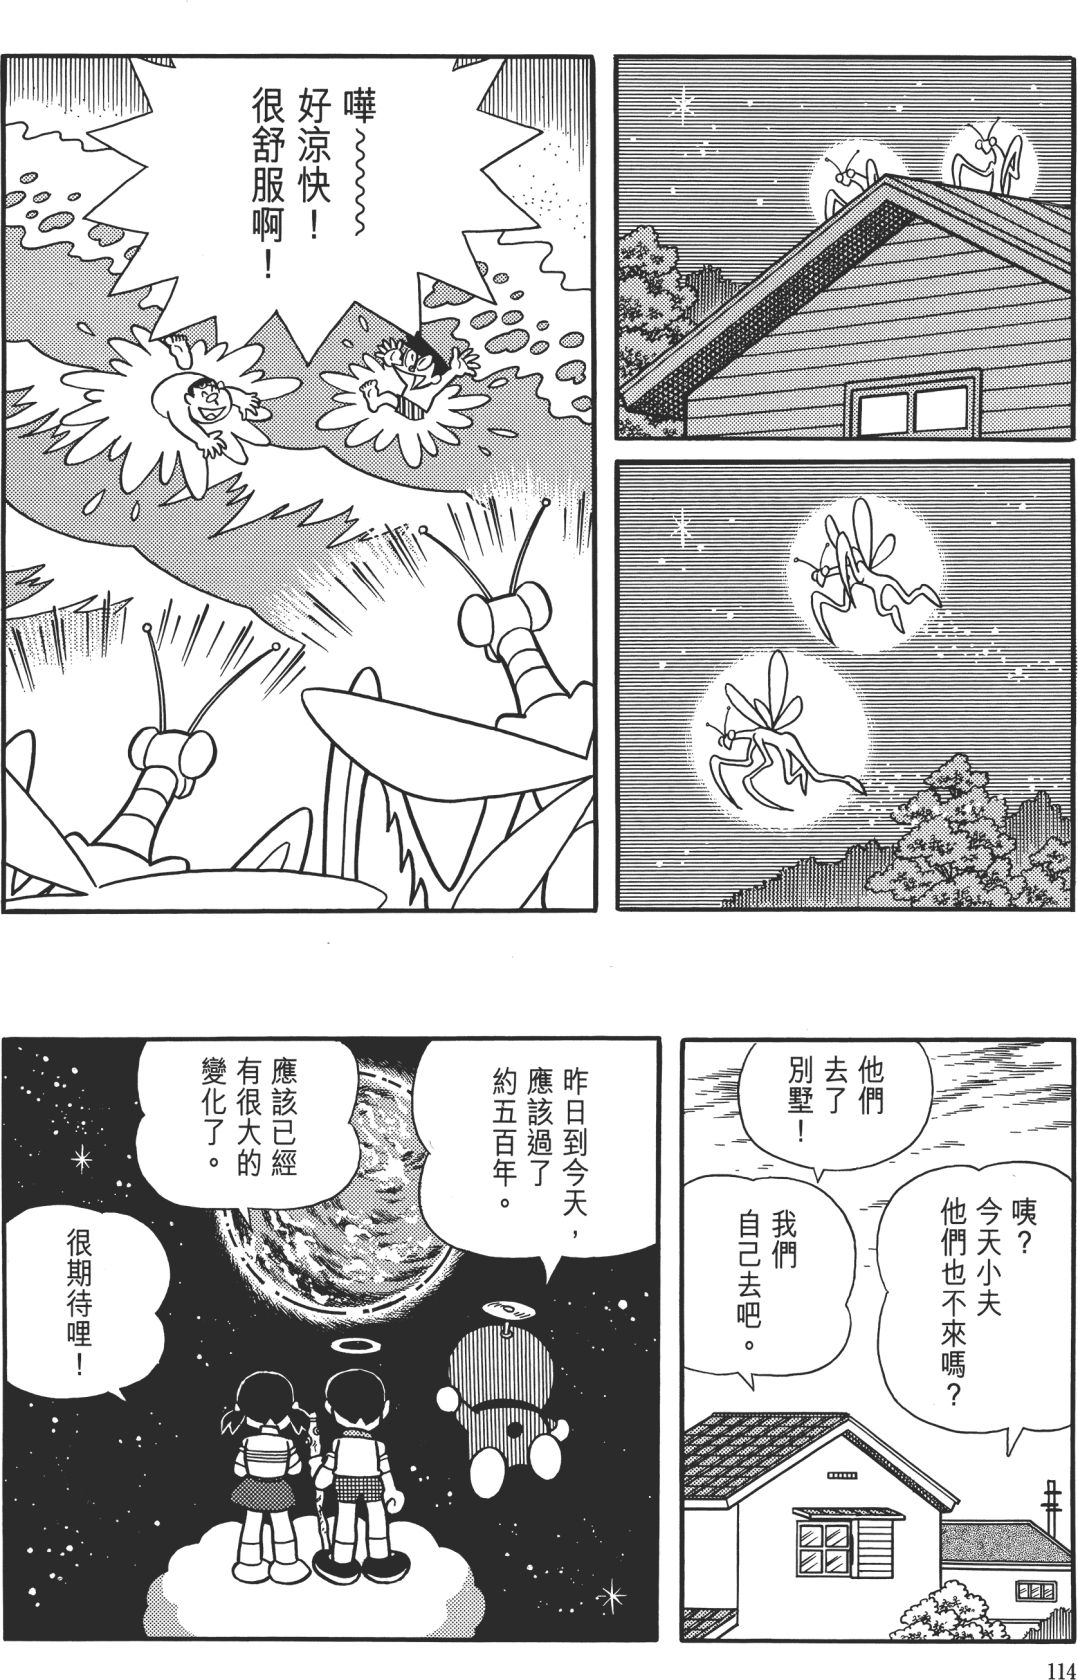 嘩～～～～
好涼快！
很舒服啊！
他們
去了
別墅！
咦？
今天小夫
他們也不來嗎？
我們
自己去吧。
昨日到今天，
應該過了
約五百年。
應該已經
有很大的
變化了。
很期待哩！
114